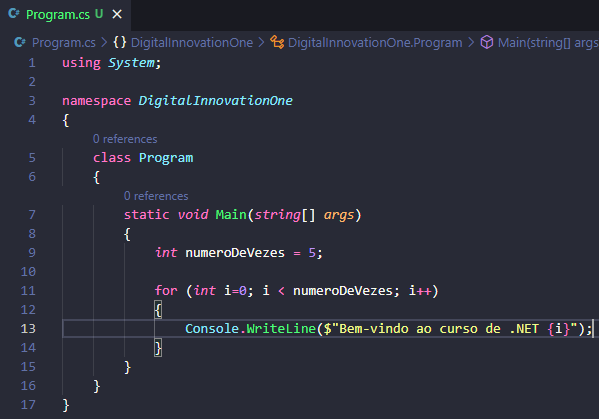 C# Program.cs U ×
C# Program.cs > {} DigitalInnovationOne > DigitalInnovationOne.Program > Main(string[] args
1 using System;
2
3 namespace DigitalInnovationOne
4 {
0 references
5 class Program
6 {
0 references
7 static void Main(string[] args)
8 {
9 int numeroDeVezes = 5;
10
11 for (int i=0; i < numeroDeVezes; i++)
12 {
13 Console.WriteLine($"Bem-vindo ao curso de .NET {i}");
14 }
15 }
16 }
17 }